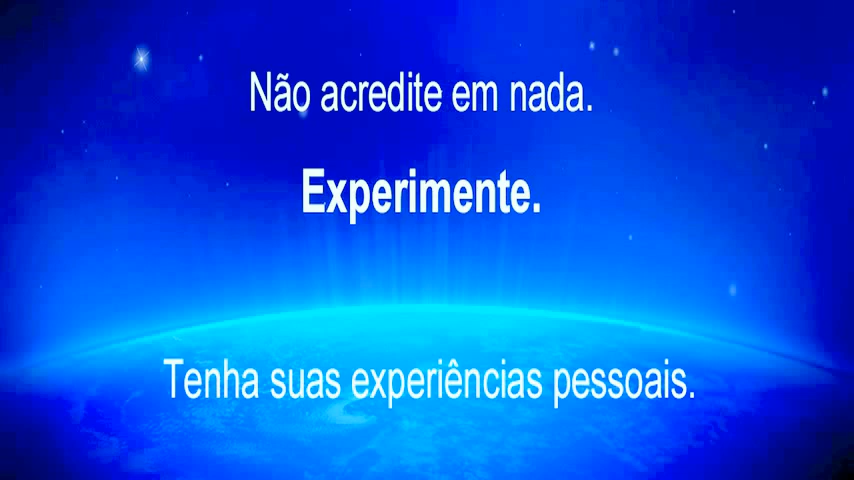 Não acredite em nada.
Experimente.
Tenha suas experiências pessoais.